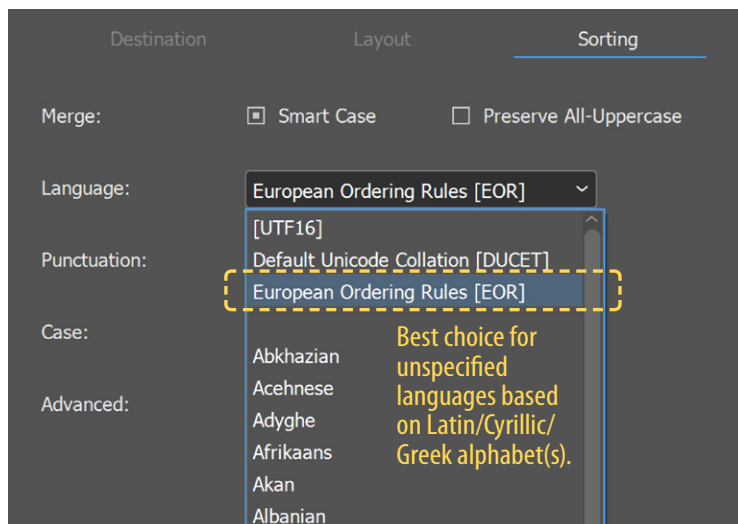 Destination Layout Sorting
Merge: Smart Case Preserve All-Uppercase
Language: European Ordering Rules [EOR]
[UTF16]
Punctuation: Default Unicode Collation [DUCET]
European Ordering Rules [EOR]
Case:
Best choice for
unspecified
languages based
on Latin/Cyrillic/
Greek alphabet(s).
Abkhazian
Acehnese
Advanced:
Adyghe
Afrikaans
Akan
Albanian